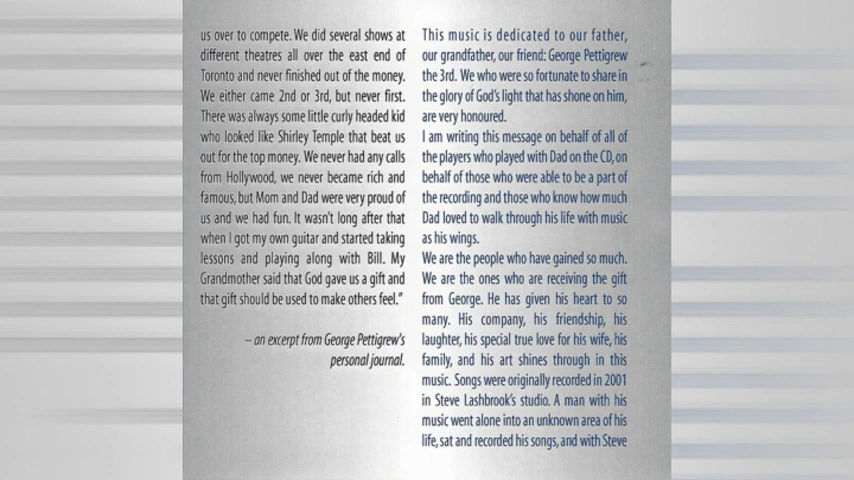 us over to compete. We did several shows at
different theatres all over the east end of
Toronto and never finished out of the money.
We either came 2nd or 3rd, but never first.
There was always some little curly headed kid
who looked like Shirley Temple that beat us
out for the top money. We never had any calls
from Hollywood, we never became rich and
famous, but Mom and Dad were very proud of
us and we had fun. It wasn't long after that
when I got my own guitar and started taking
lessons and playing along with Bill. My
Grandmother said that God gave us a gift and
that gift should be used to make others feel."
– an excerpt from George Pettigrew's
personal journal.
This music is dedicated to our father,
our grandfather, our friend: George Pettigrew
the 3rd. We who were so fortunate to share in
the glory of God's light that has shone on him,
are very honoured.
I am writing this message on behalf of all of
the players who played with Dad on the CD, on
behalf of those who were able to be a part of
the recording and those who know how much
Dad loved to walk through his life with music
as his wings.
We are the people who have gained so much.
We are the ones who are receiving the gift
from George. He has given his heart to so
many. His company, his friendship, his
laughter, his special true love for his wife, his
family, and his art shines through in this
music. Songs were originally recorded in 2001
in Steve Lashbrook's studio. A man with his
music went alone into an unknown area of his
life, sat and recorded his songs, and with Steve